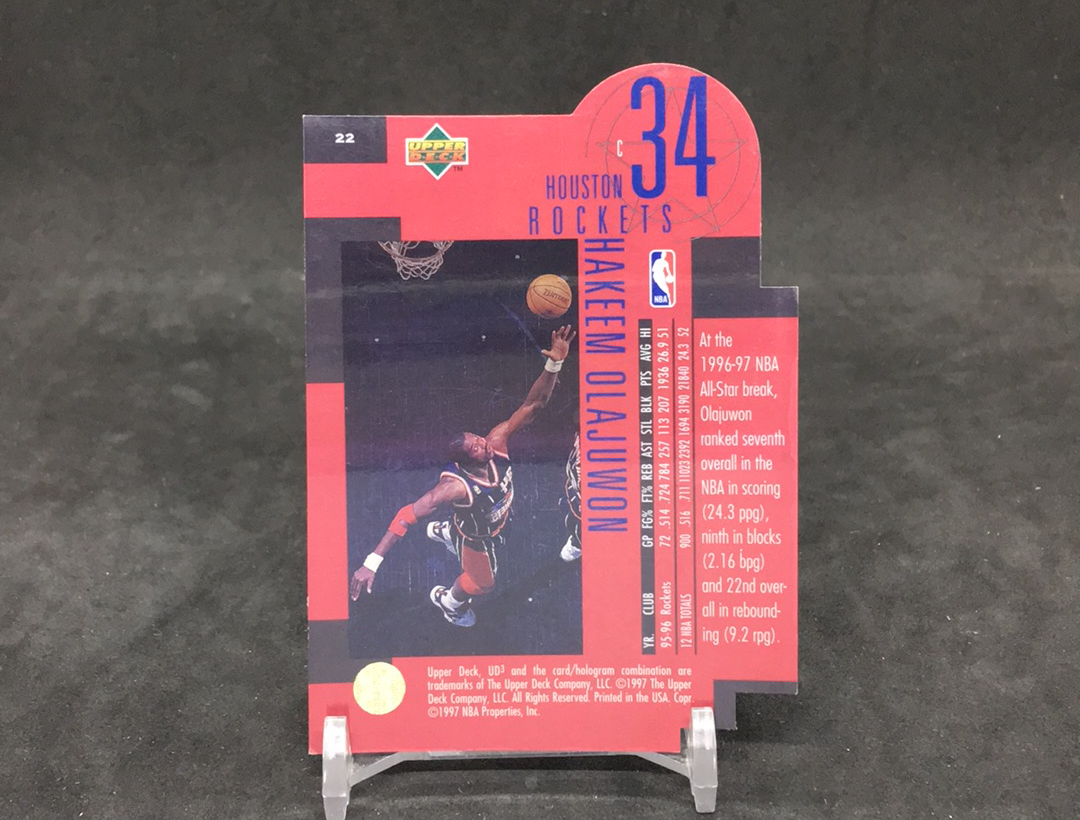 22
UPPER
DECK
TM
C
34
HOUSTON
ROCKETS
HAKEEM OLAJUWON
NBA
YR. CLUB GP FG% FT% REB AST STL BLK PTS AVG HI
95-96 Rockets 72 .514 .724 784 257 113 207 1936 26.9 51
12 NBA TOTALS 900 .516 .711 11023 2392 1694 3190 21840 24.3 52
At the
1996-97 NBA
All-Star break,
Olajuwon
ranked seventh
overall in the
NBA in scoring
(24.3 ppg),
ninth in blocks
(2.16 bpg)
and 22nd over-
all in rebound-
ing (9.2 rpg).
Upper Deck, UD³ and the card/hologram combination are
trademarks of The Upper Deck Company, LLC. ©1997 The Upper
Deck Company, LLC. All Rights Reserved. Printed in the USA. Copr.
©1997 NBA Properties, Inc.